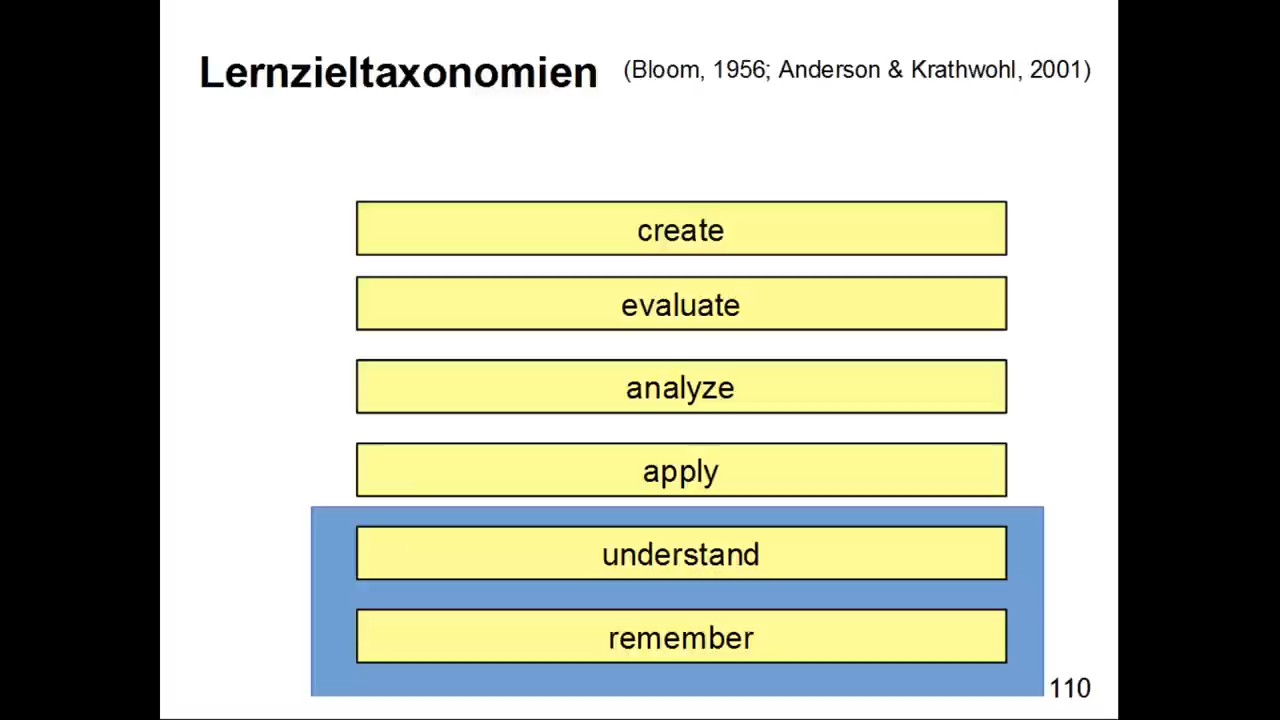 Lernzieltaxonomien (Bloom, 1956; Anderson & Krathwohl, 2001)
create
evaluate
analyze
apply
understand
remember
110